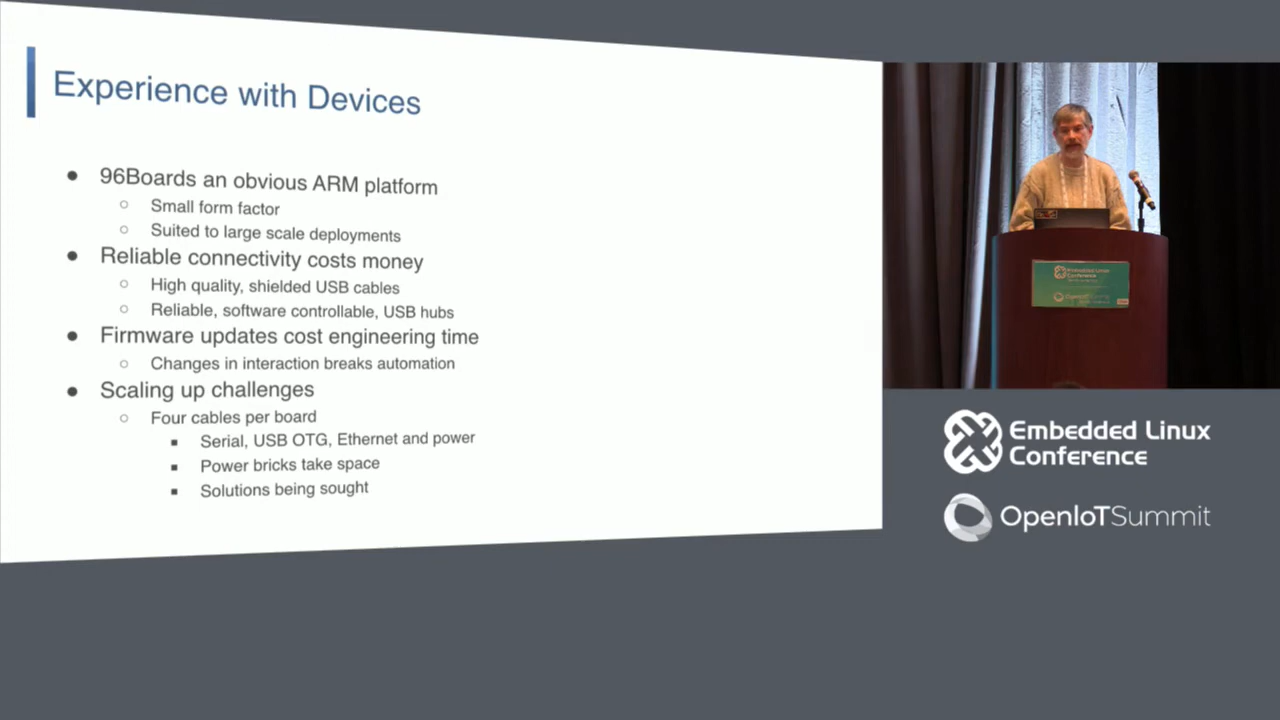 Experience with Devices
96Boards an obvious ARM platform
Small form factor
Suited to large scale deployments
Reliable connectivity costs money
High quality, shielded USB cables
Reliable, software controllable, USB hubs
Firmware updates cost engineering time
Changes in interaction breaks automation
Scaling up challenges
Four cables per board
Serial, USB OTG, Ethernet and power
Power bricks take space
Solutions being sought
Embedded Linux
Conference
Embedded Linux
Conference
OpenIoTSummit